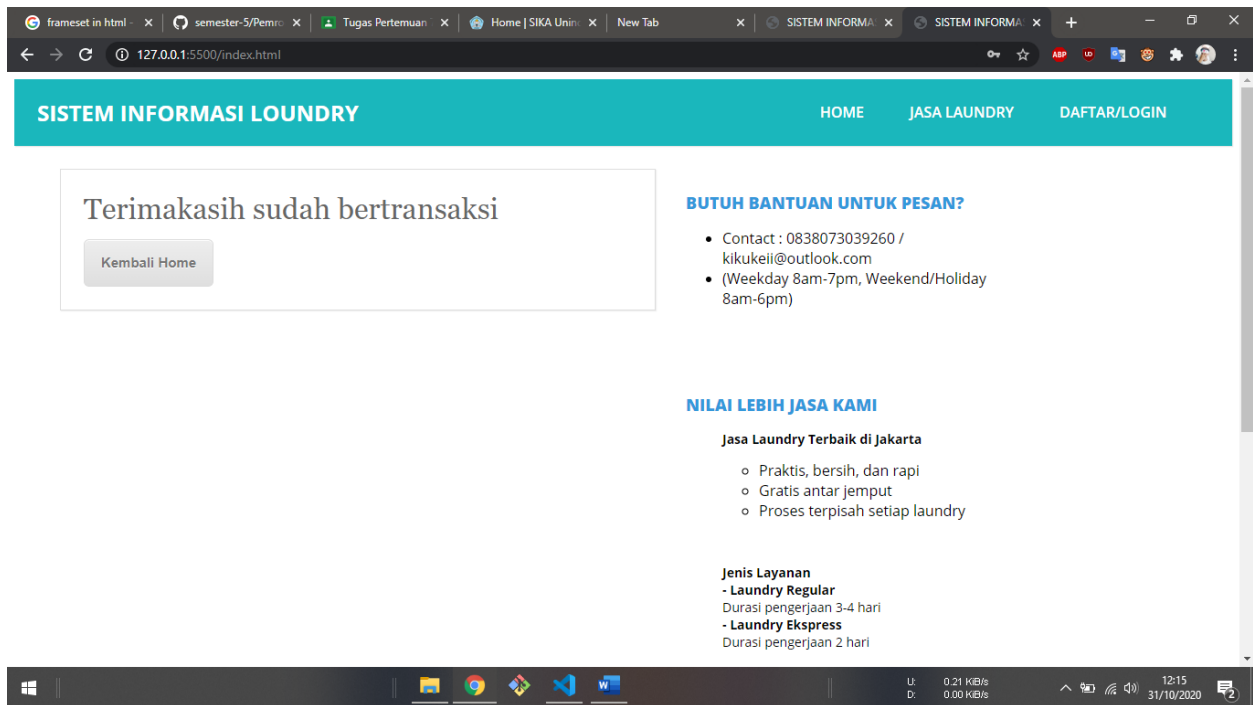 frameset in html -
semester-5/Pemro
Tugas Pertemuan
Home | SIKA Unin
New Tab
SISTEM INFORMA
SISTEM INFORMA
127.0.0.1:5500/index.html
ABP
UD
SISTEM INFORMASI LOUNDRY
HOME
JASA LAUNDRY
DAFTAR/LOGIN
Terimakasih sudah bertransaksi
Kembali Home
BUTUH BANTUAN UNTUK PESAN?
Contact : 0838073039260 /
kikukeii@outlook.com
(Weekday 8am-7pm, Weekend/Holiday
8am-6pm)
NILAI LEBIH JASA KAMI
Jasa Laundry Terbaik di Jakarta
Praktis, bersih, dan rapi
Gratis antar jemput
Proses terpisah setiap laundry
Jenis Layanan
- Laundry Regular
Durasi pengerjaan 3-4 hari
- Laundry Ekspress
Durasi pengerjaan 2 hari
U: 0.21 KiB/s
D: 0.00 KiB/s
12:15
31/10/2020
2